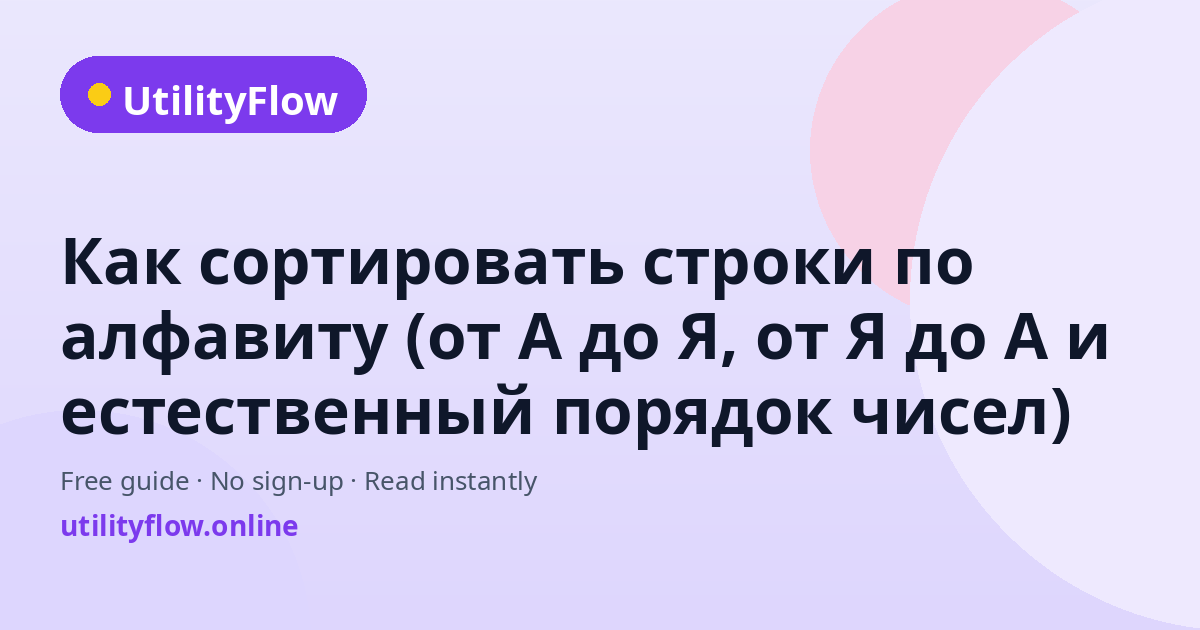 UtilityFlow
Как сортировать строки по
алфавиту (от А до Я, от Я до А и
естественный порядок чисел)
Free guide · No sign-up · Read instantly
utilityflow.online